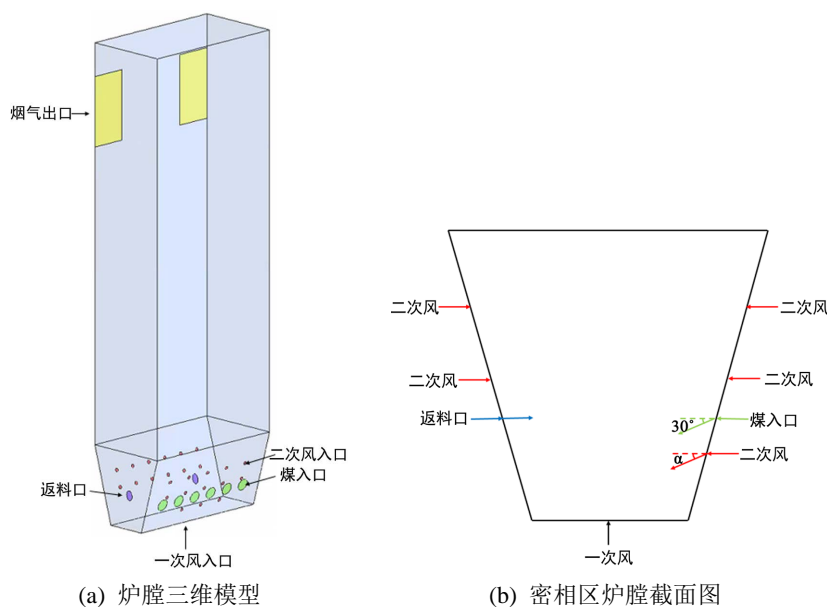 烟气出口
二次风入口
煤入口
返料口
一次风入口
(a) 炉膛三维模型
二次风
二次风
二次风
二次风
返料口
30°
煤入口
α
二次风
一次风
(b) 密相区炉膛截面图